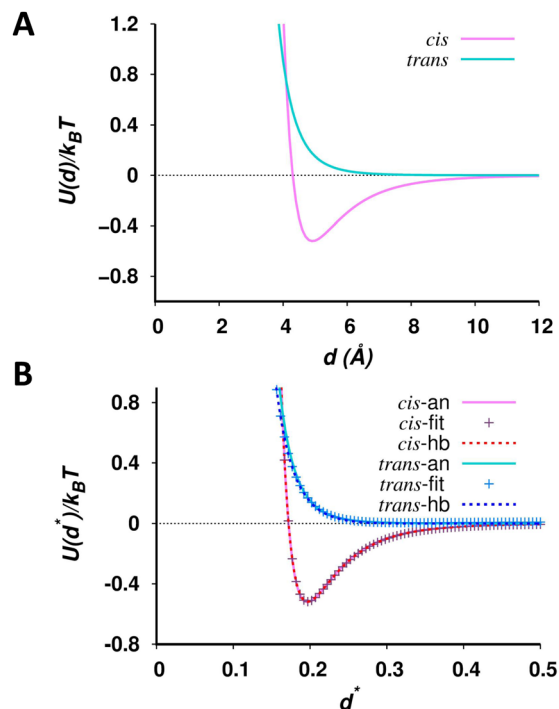 A
1.2
0.8
0.4
0
−0.4
−0.8
U(d)/k_BT
cis
trans
0 2 4 6 8 10 12
d (Å)
B
0.8
0.4
0
-0.4
-0.8
U(d*)/k_BT
cis-an
cis-fit
cis-hb
trans-an
trans-fit
trans-hb
0 0.1 0.2 0.3 0.4 0.5
d*